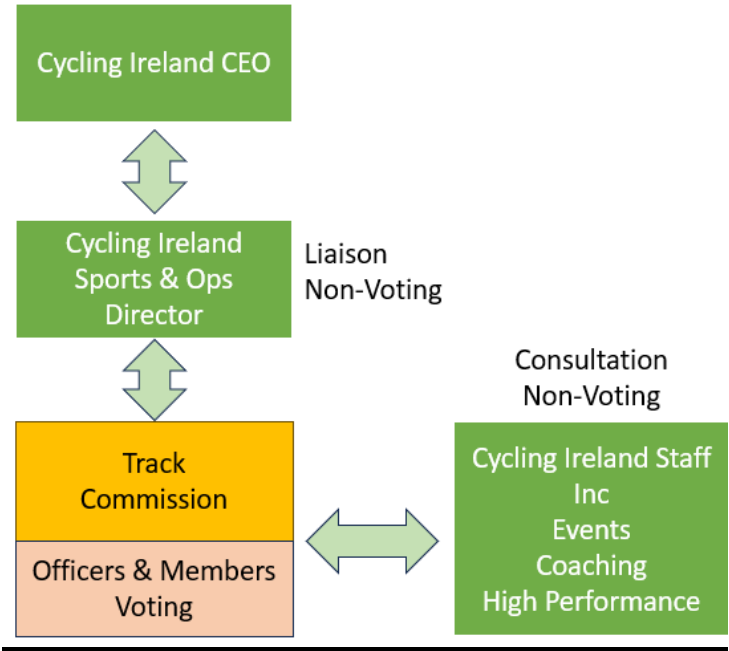 Cycling Ireland CEO
Cycling Ireland
Sports & Ops
Director
Liaison
Non-Voting
Track
Commission
Officers & Members
Voting
Consultation
Non-Voting
Cycling Ireland Staff
Inc
Events
Coaching
High Performance